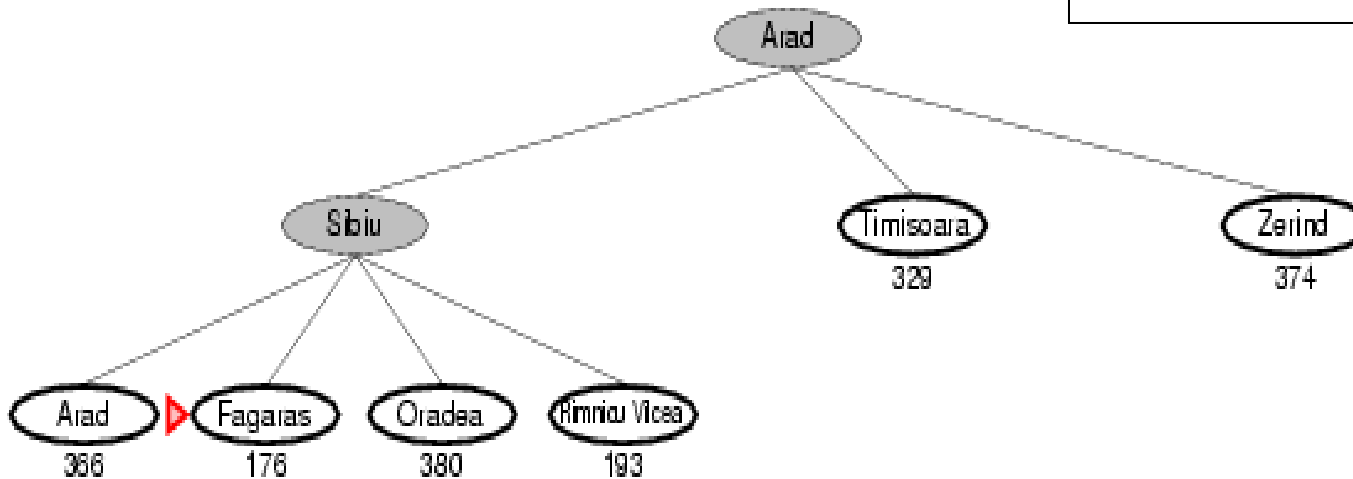 Arad
Sibiu
Timisoara
Zerind
329
374
Arad
Fagaras
Oradea
Rimnicu Vilcea
366
176
380
193